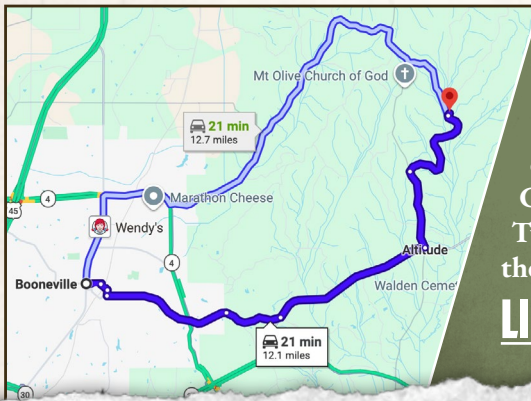 Mt Olive Church of God
21 min
12.7 miles
4
45
Marathon Cheese
Wendy's
4
Altitude
Booneville
Walden Ceme
21 min
12.1 miles
30